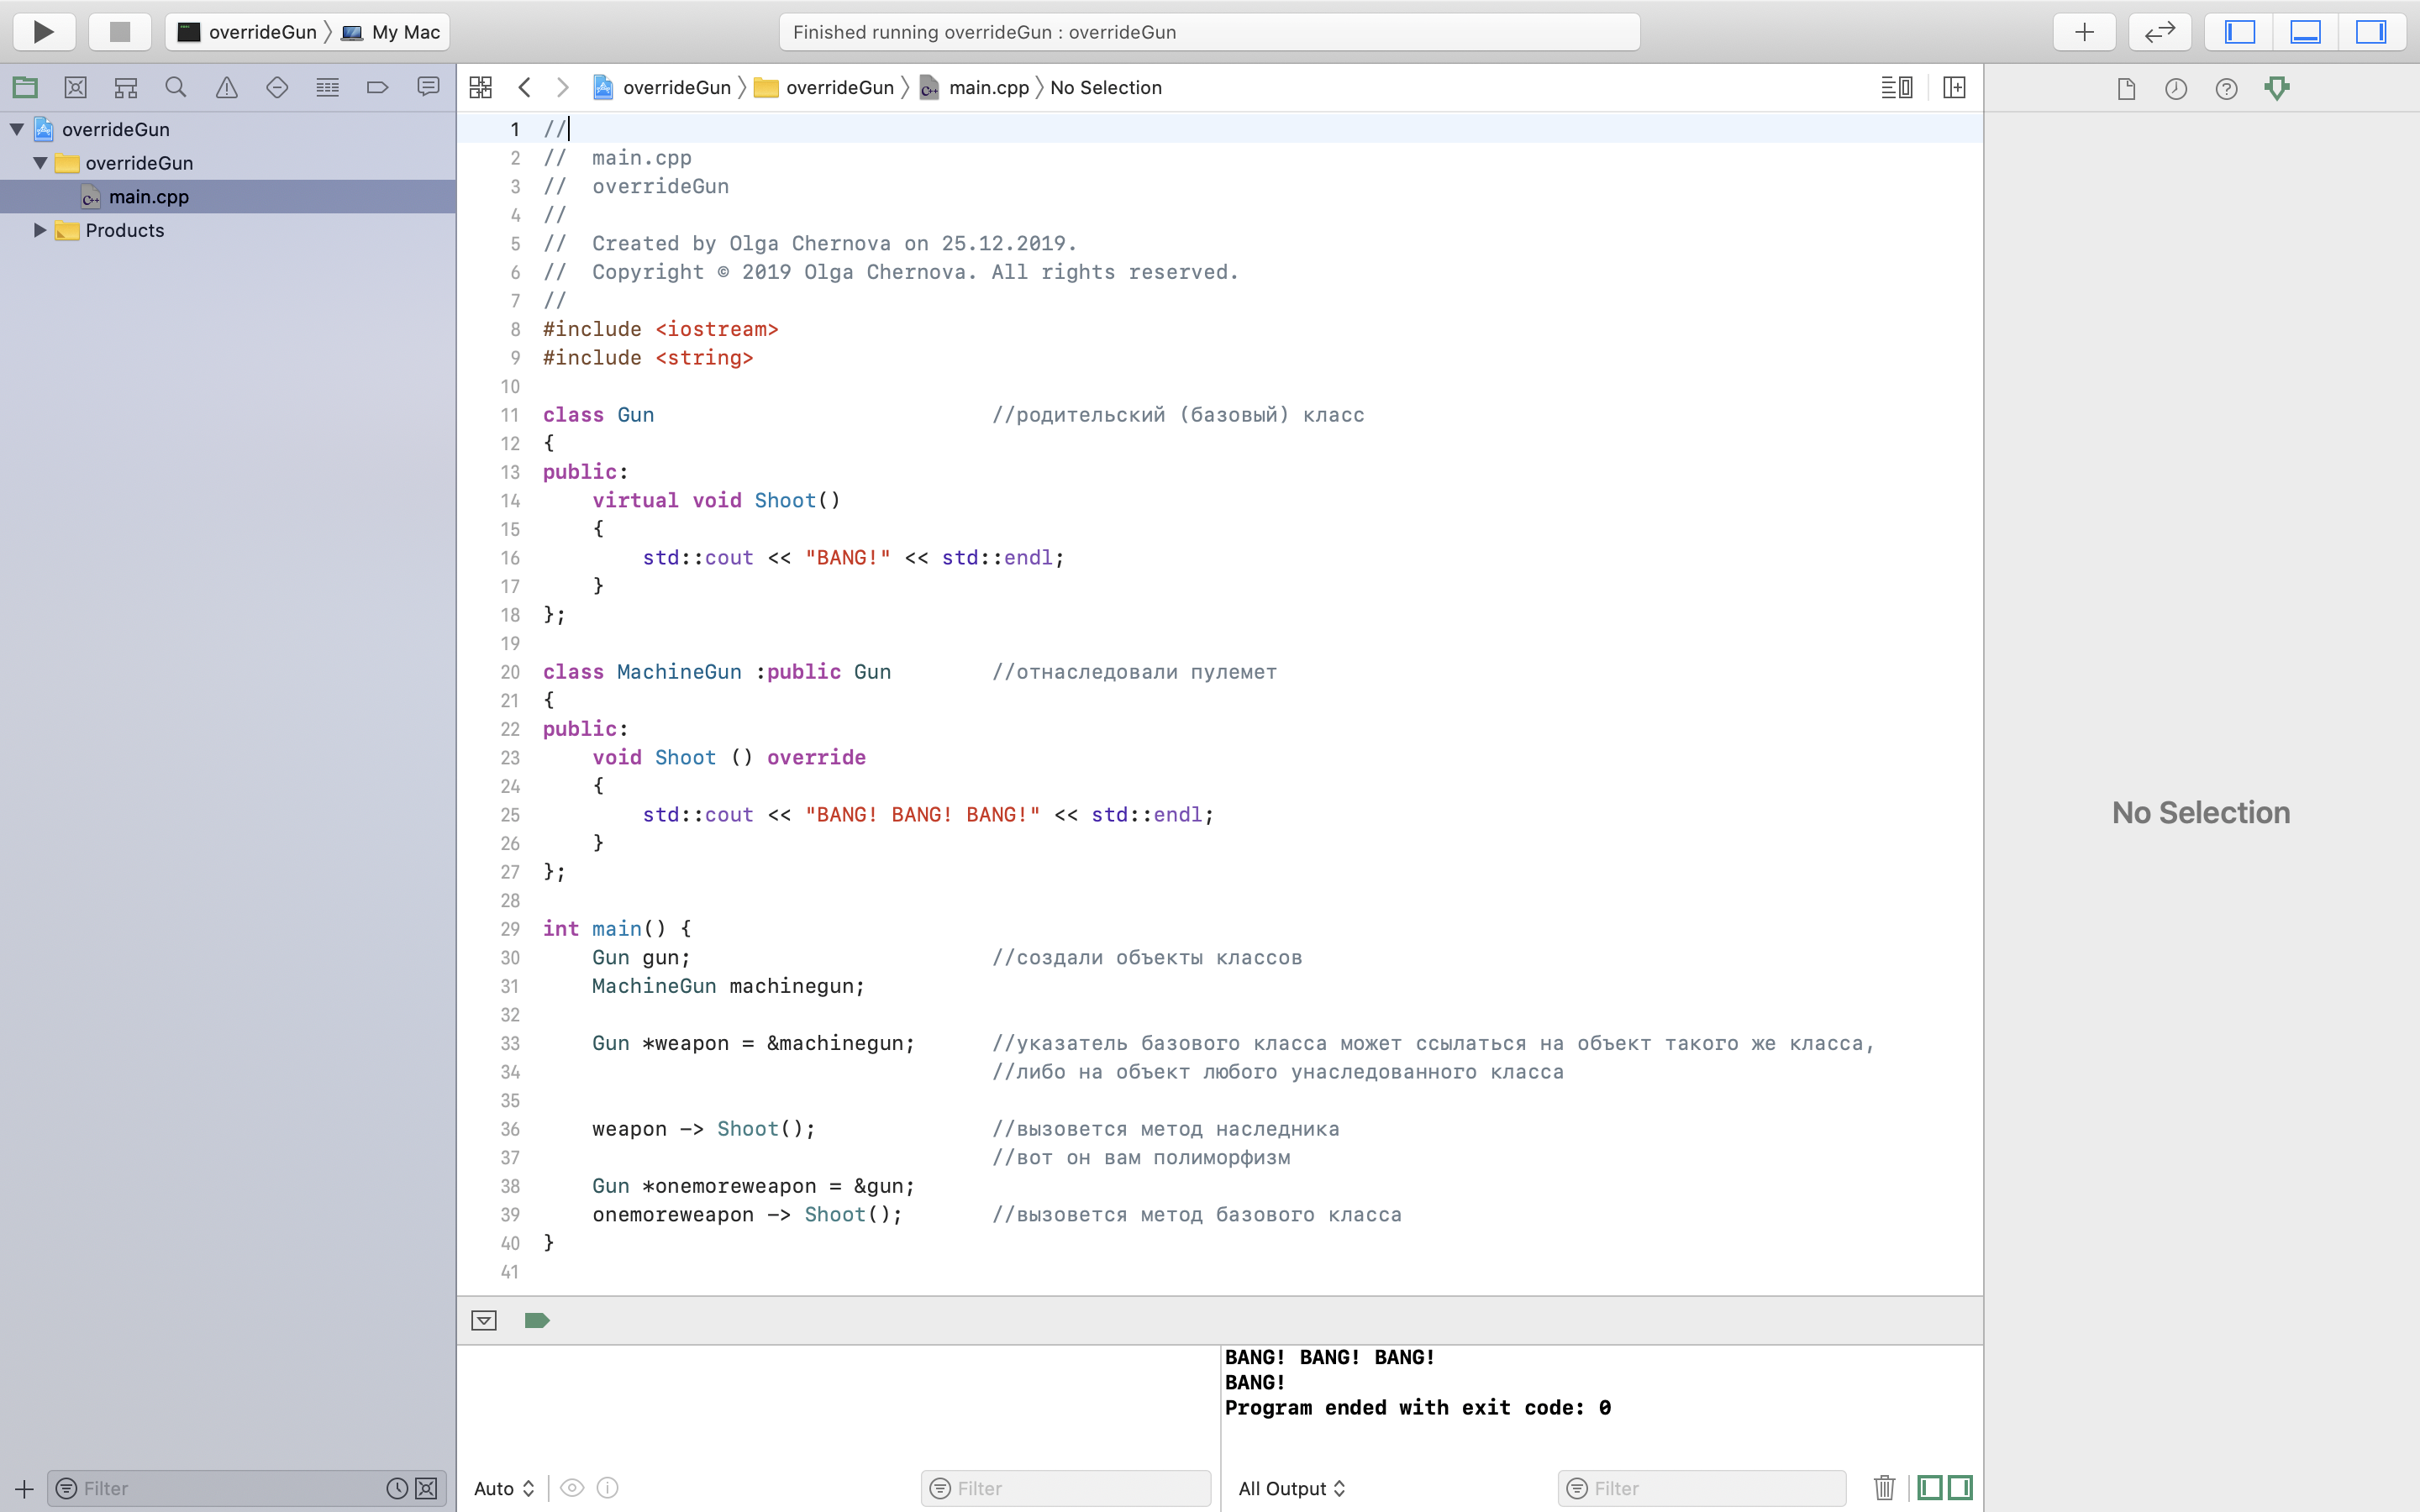 overrideGun 〉 My Mac
Finished running overrideGun : overrideGun
overrideGun 〉 overrideGun 〉 main.cpp 〉 No Selection
overrideGun
overrideGun
main.cpp
Products
Filter
1 //
2 //  main.cpp
3 //  overrideGun
4 //
5 //  Created by Olga Chernova on 25.12.2019.
6 //  Copyright © 2019 Olga Chernova. All rights reserved.
7 //
8 #include <iostream>
9 #include <string>
10
11 class Gun                           //родительский (базовый) класс
12 {
13 public:
14     virtual void Shoot()
15     {
16         std::cout << "BANG!" << std::endl;
17     }
18 };
19
20 class MachineGun :public Gun        //отнаследовали пулемет
21 {
22 public:
23     void Shoot () override
24     {
25         std::cout << "BANG! BANG! BANG!" << std::endl;
26     }
27 };
28
29 int main() {
30     Gun gun;                        //создали объекты классов
31     MachineGun machinegun;
32
33     Gun *weapon = &machinegun;      //указатель базового класса может ссылаться на объект такого же класса,
34                                     //либо на объект любого унаследованного класса
35
36     weapon -> Shoot();              //вызовется метод наследника
37                                     //вот он вам полиморфизм
38     Gun *onemoreweapon = &gun;
39     onemoreweapon -> Shoot();       //вызовется метод базового класса
40 }
41
No Selection
BANG! BANG! BANG!
BANG!
Program ended with exit code: 0
Auto
Filter
All Output
Filter